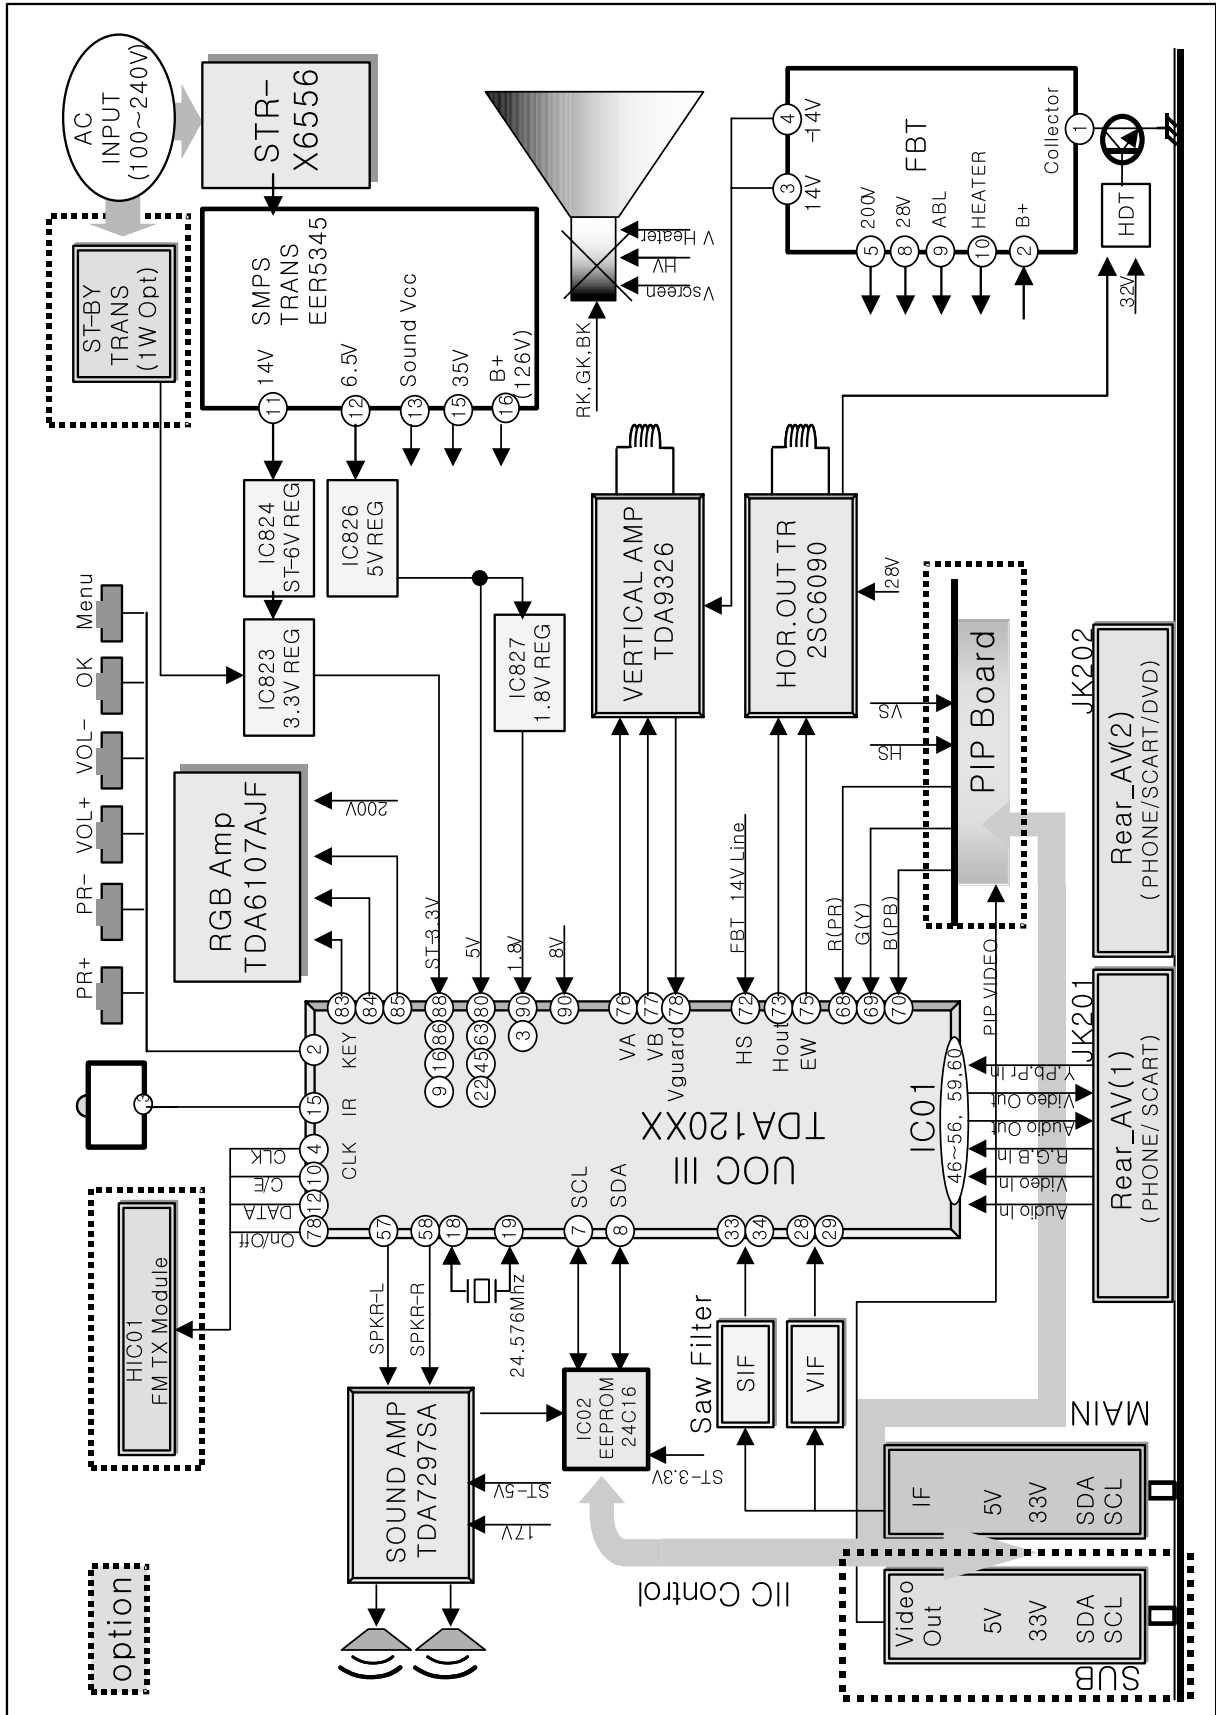 option
HIC01
FM TX Module
On/Off
DATA
C/E
CLK
3
PR+
PR-
VOL+
VOL-
OK
Menu
ST-BY
TRANS
(1W Opt)
AC
INPUT
(100~240V)
STR-
X6556
SMPS
TRANS
EER5345
11
14V
12
6.5V
13
Sound Vcc
15
35V
16
B+
(126V)
IC824
ST-6V REG
IC826
5V REG
IC823
3.3V REG
IC827
1.8V REG
RGB Amp
TDA6107AJF
200V
SOUND AMP
TDA7297SA
ST-5V
17V
SPKR-L
SPKR-R
24.576Mhz
78
12
10
4
CLK
15
IR
2
KEY
83
84
85
ST-3.3V
9
16
86
88
5V
22
45
63
80
1.8V
3
90
8V
90
57
58
18
19
7
SCL
8
SDA
33
34
28
29
UOC III
TDA120XX
IC01
76
VA
77
VB
78
Vguard
FBT 14V Line
72
HS
73
Hout
75
EW
R(PR)
68
G(Y)
69
B(PB)
70
46~56, 59,60
IC02
EEPROM
24C16
ST-3.3V
Saw Filter
SIF
VIF
IIC Control
VERTICAL AMP
TDA9326
HOR.OUT TR
2SC6090
28V
RK,GK,BK
V Heater
HV
Vscreen
4
-14V
3
14V
FBT
5
200V
8
28V
9
ABL
10
HEATER
2
B+
1
Collector
HDT
32V
VS
HS
PIP Board
PIP VIDEO
Audio In
Video In
R.G.B In
Audio Out
Video Out
Y.Pb.Pr In
JK201
Rear_AV(1)
(PHONE/ SCART)
JK202
Rear_AV(2)
(PHONE/SCART/DVD)
MAIN
IF
5V
33V
SDA
SCL
SUB
Video
Out
5V
33V
SDA
SCL